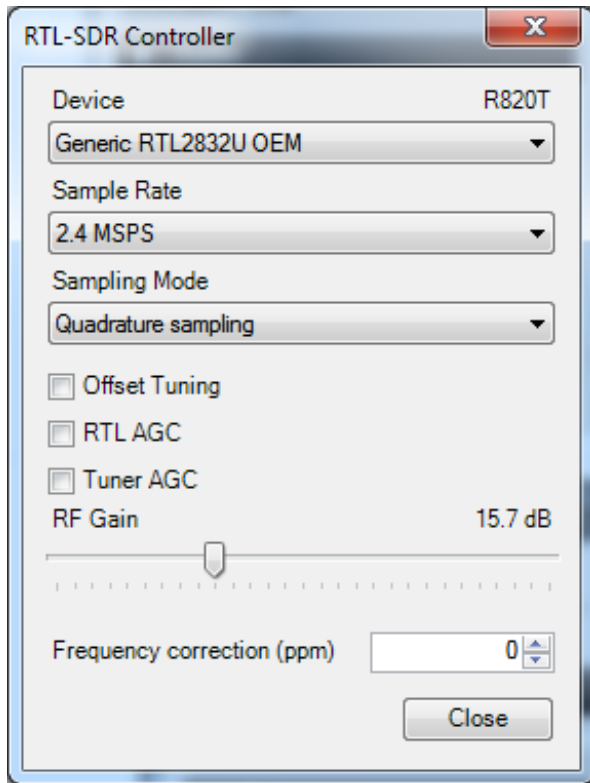 RTL-SDR Controller
Device R820T
Generic RTL2832U OEM
Sample Rate
2.4 MSPS
Sampling Mode
Quadrature sampling
Offset Tuning
RTL AGC
Tuner AGC
RF Gain 15.7 dB
Frequency correction (ppm) 0
Close